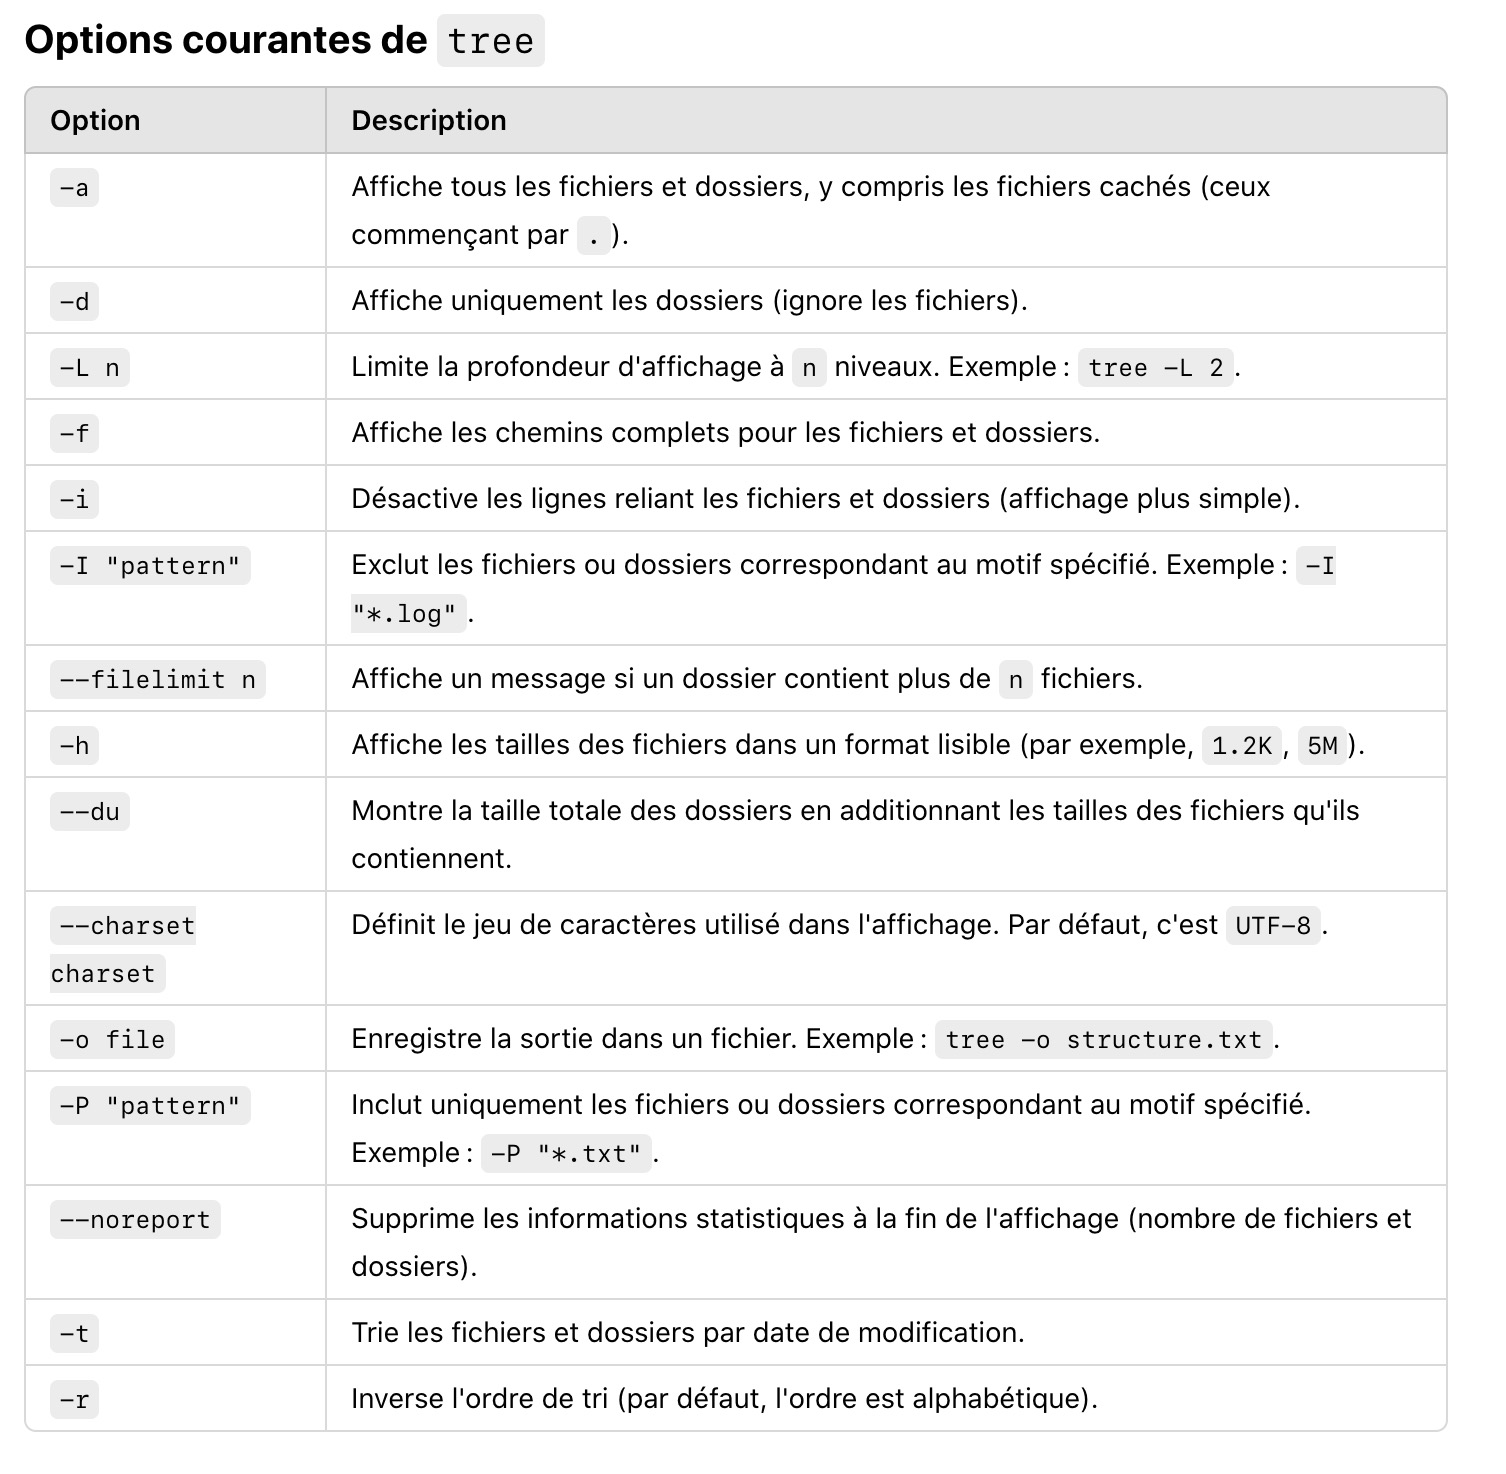 Options courantes de tree
Option Description
-a Affiche tous les fichiers et dossiers, y compris les fichiers cachés (ceux
commençant par . ).
-d Affiche uniquement les dossiers (ignore les fichiers).
-L n Limite la profondeur d'affichage à n niveaux. Exemple : tree -L 2 .
-f Affiche les chemins complets pour les fichiers et dossiers.
-i Désactive les lignes reliant les fichiers et dossiers (affichage plus simple).
-I "pattern" Exclut les fichiers ou dossiers correspondant au motif spécifié. Exemple : -I
"*.log" .
--filelimit n Affiche un message si un dossier contient plus de n fichiers.
-h Affiche les tailles des fichiers dans un format lisible (par exemple, 1.2K , 5M ).
--du Montre la taille totale des dossiers en additionnant les tailles des fichiers qu'ils
contiennent.
--charset Définit le jeu de caractères utilisé dans l'affichage. Par défaut, c'est UTF-8 .
charset
-o file Enregistre la sortie dans un fichier. Exemple : tree -o structure.txt .
-P "pattern" Inclut uniquement les fichiers ou dossiers correspondant au motif spécifié.
Exemple : -P "*.txt" .
--noreport Supprime les informations statistiques à la fin de l'affichage (nombre de fichiers et
dossiers).
-t Trie les fichiers et dossiers par date de modification.
-r Inverse l'ordre de tri (par défaut, l'ordre est alphabétique).